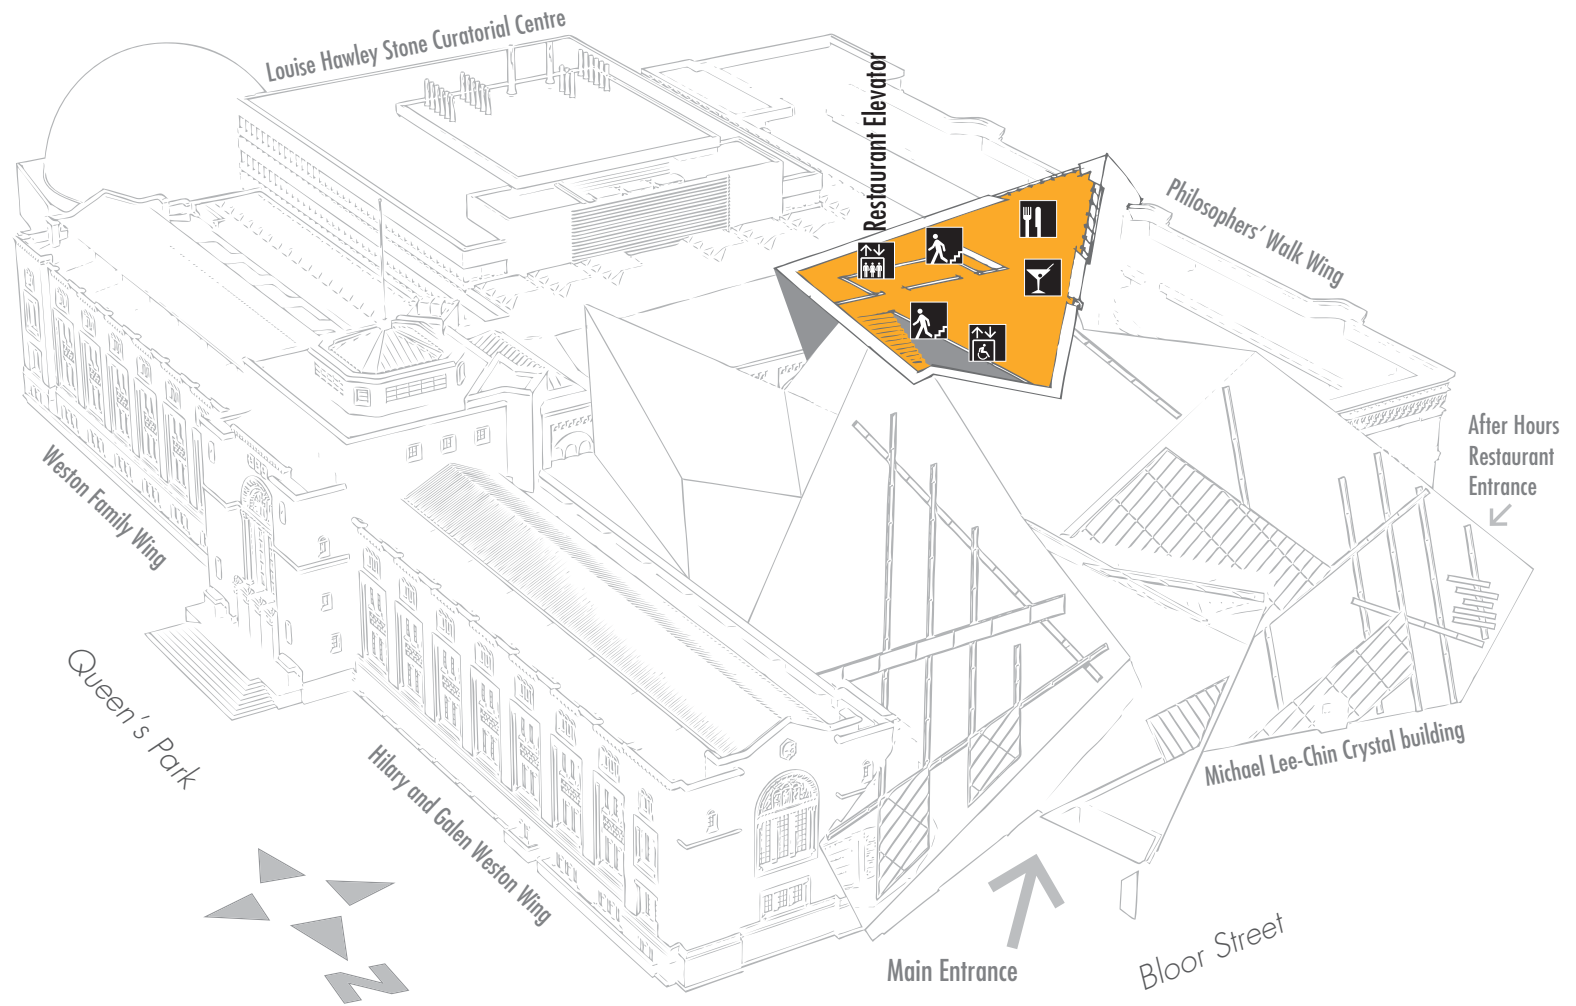 Louise Hawley Stone Curatorial Centre
Restaurant Elevator
Philosophers' Walk Wing
After Hours
Restaurant
Entrance
Weston Family Wing
Queen's Park
Hilary and Galen Weston Wing
Michael Lee-Chin Crystal building
Main Entrance
Bloor Street
N